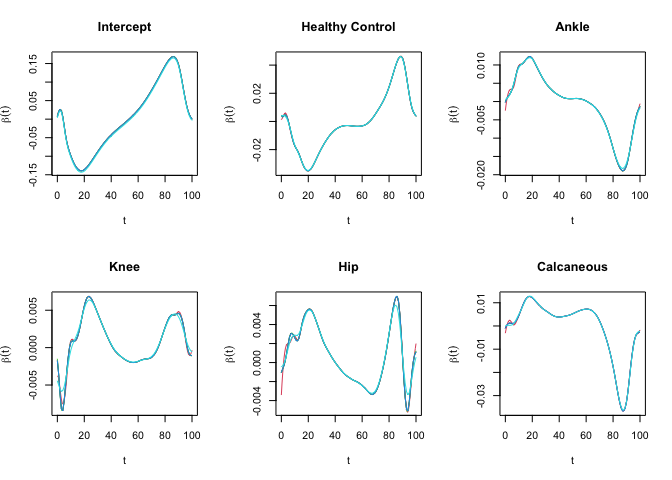 Intercept
β(t)
0.15
0.05
-0.05
-0.15
0 20 40 60 80 100
t
Healthy Control
β(t)
0.02
-0.02
0 20 40 60 80 100
t
Ankle
β(t)
0.010
-0.005
-0.020
0 20 40 60 80 100
t
Knee
β(t)
0.005
0.000
-0.005
0 20 40 60 80 100
t
Hip
β(t)
0.004
0.000
-0.004
0 20 40 60 80 100
t
Calcaneous
β(t)
0.01
-0.01
-0.03
0 20 40 60 80 100
t